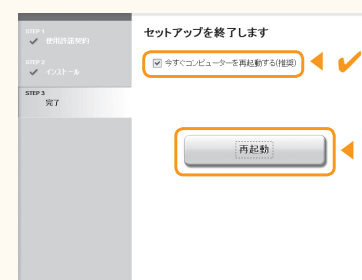 STEP 1
使用許諾契約
STEP 2
インストール
STEP 3
完了
セットアップを終了します
今すぐコンピューターを再起動する(推奨)
再起動